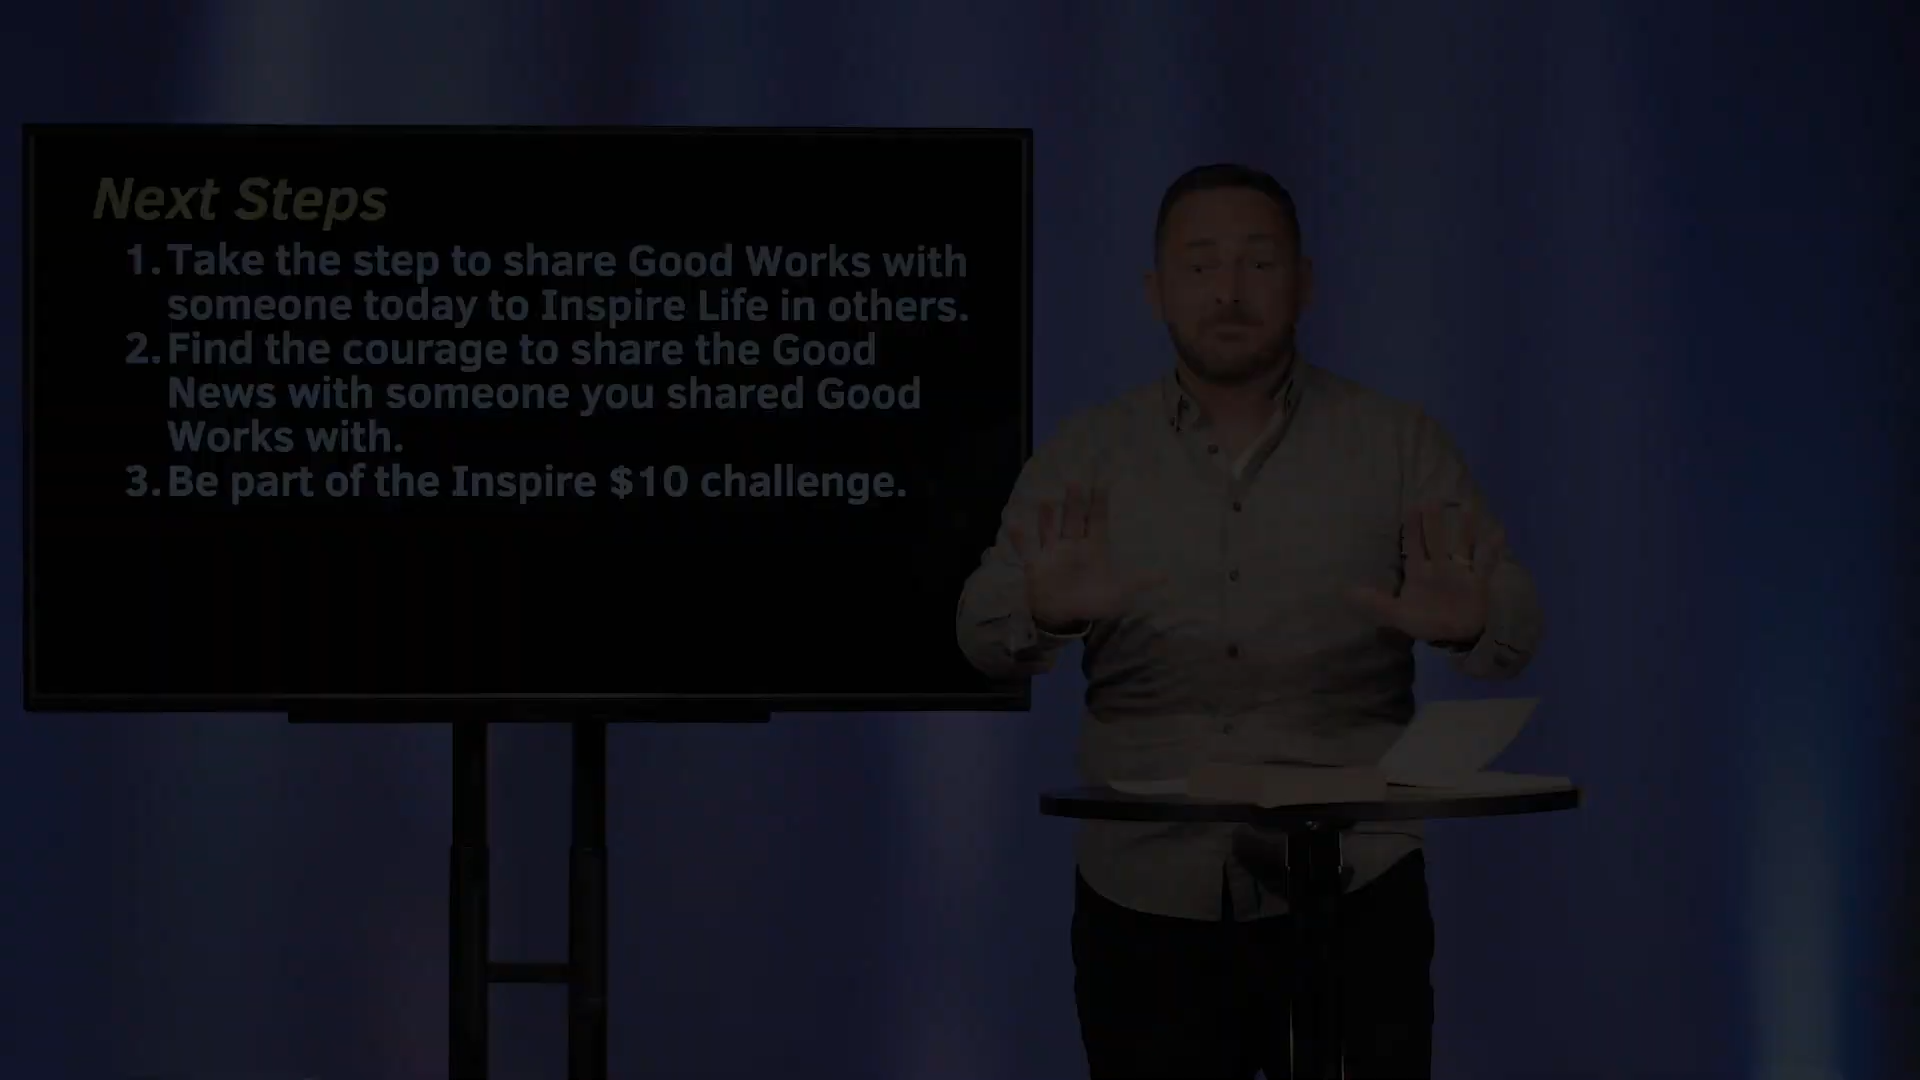 Next Steps
1. Take the step to share Good Works with
someone today to Inspire Life in others.
2. Find the courage to share the Good
News with someone you shared Good
Works with.
3. Be part of the Inspire $10 challenge.